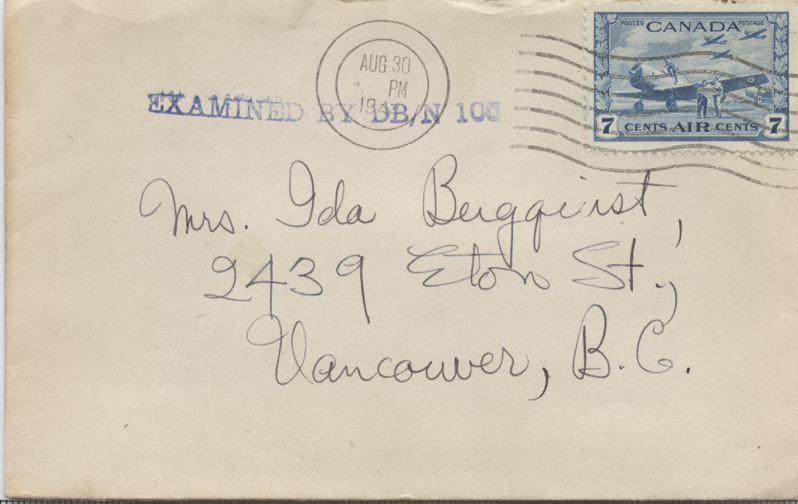 POSTES CANADA POSTAGE
7 CENTS AIR CENTS 7
AUG 30
PM
EXAMINED BY DB/N
Mrs. Ida Bergquist,
2439 Eton St.,
Vancouver, B.C.